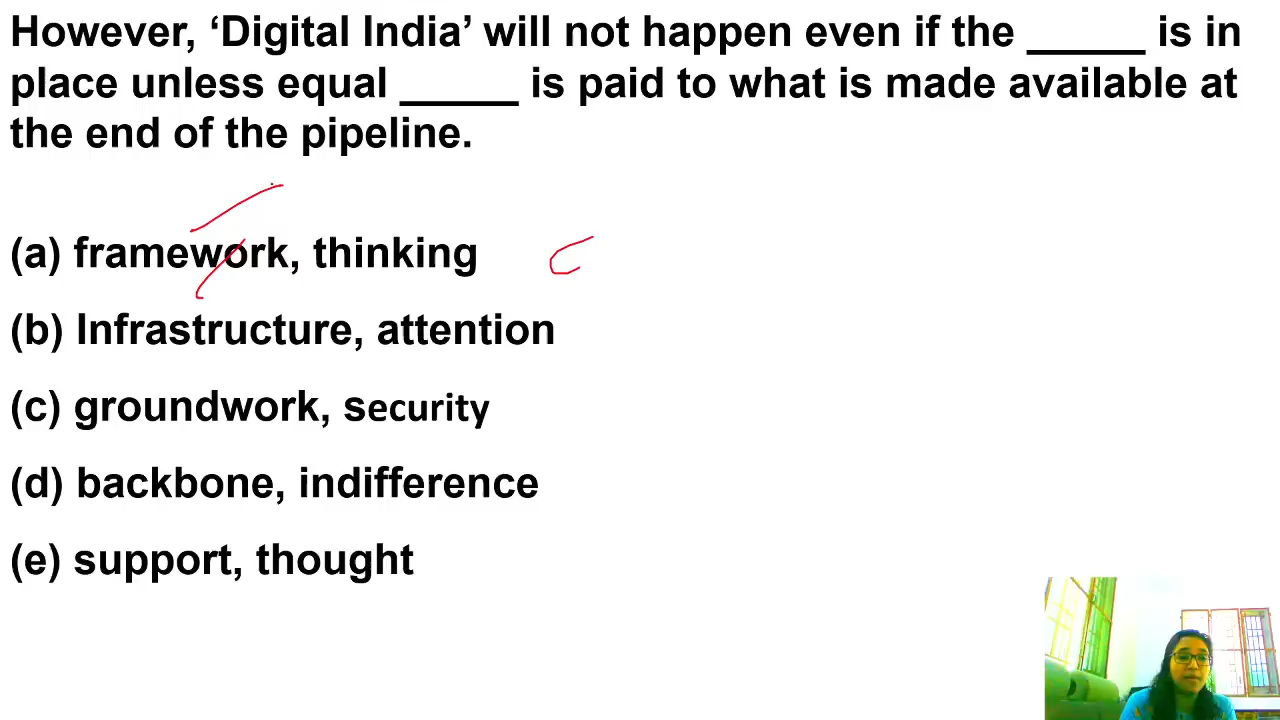 However, ‘Digital India’ will not happen even if the _____ is in
place unless equal _____ is paid to what is made available at
the end of the pipeline.
(a) framework, thinking
(b) Infrastructure, attention
(c) groundwork, security
(d) backbone, indifference
(e) support, thought